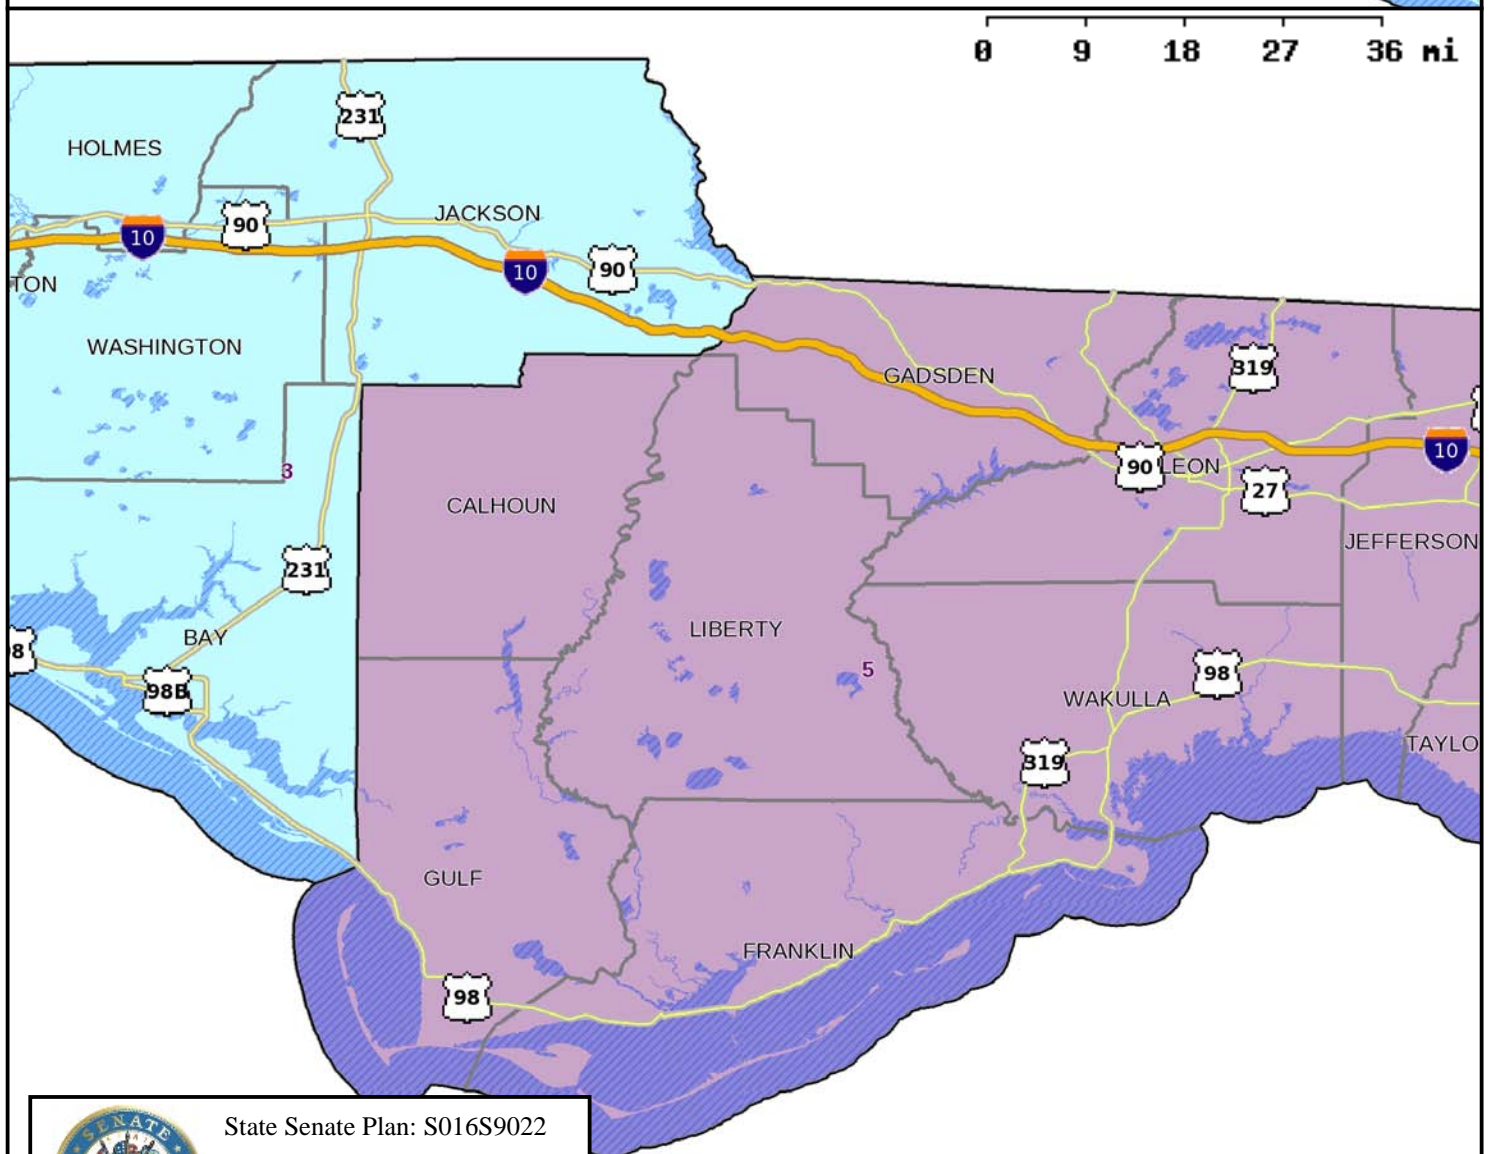 0 9 18 27 36 mi
231
HOLMES
90
JACKSON
10
10
90
TON
WASHINGTON
GADSDEN
319
3
90
LEON
10
27
CALHOUN
JEFFERSON
231
LIBERTY
BAY
98
5
98B
98
WAKULLA
319
TAYLO
GULF
FRANKLIN
98
State Senate Plan: S016S9022
SENATE